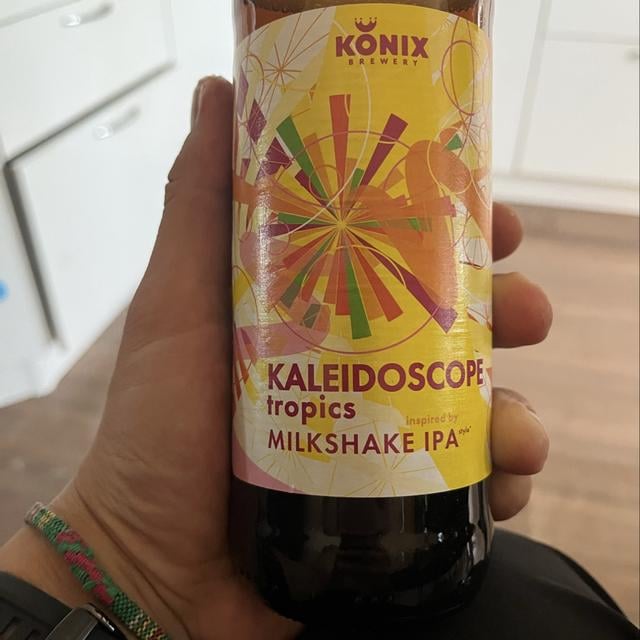 KONIX
BREWERY
KALEIDOSCOPE
tropics
inspired by
MILKSHAKE IPA style*